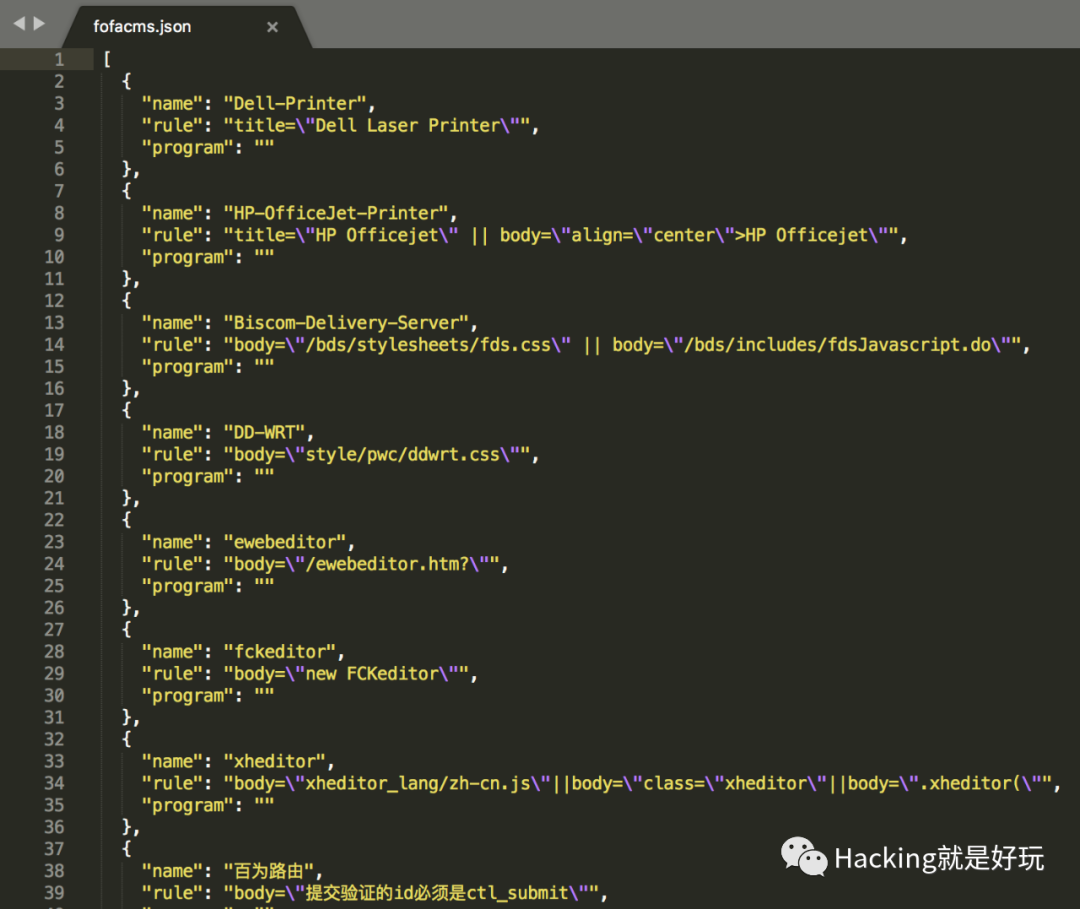 fofacms.json
1 [
2 {
3 "name": "Dell-Printer",
4 "rule": "title=\"Dell Laser Printer\"",
5 "program": ""
6 },
7 {
8 "name": "HP-OfficeJet-Printer",
9 "rule": "title=\"HP Officejet\" || body=\"align=\"center\">HP Officejet\"",
10 "program": ""
11 },
12 {
13 "name": "Biscom-Delivery-Server",
14 "rule": "body=\"/bds/stylesheets/fds.css\" || body=\"/bds/includes/fdsJavascript.do\"",
15 "program": ""
16 },
17 {
18 "name": "DD-WRT",
19 "rule": "body=\"style/pwc/ddwrt.css\"",
20 "program": ""
21 },
22 {
23 "name": "ewebeditor",
24 "rule": "body=\"/ewebeditor.htm?\"",
25 "program": ""
26 },
27 {
28 "name": "fckeditor",
29 "rule": "body=\"new FCKeditor\"",
30 "program": ""
31 },
32 {
33 "name": "xheditor",
34 "rule": "body=\"xheditor_lang/zh-cn.js\"||body=\"class=\"xheditor\"||body=\".xheditor(\"",
35 "program": ""
36 },
37 {
38 "name": "百为路由",
39 "rule": "body=\"提交验证的id必须是ctl_submit\"",
Hacking就是好玩